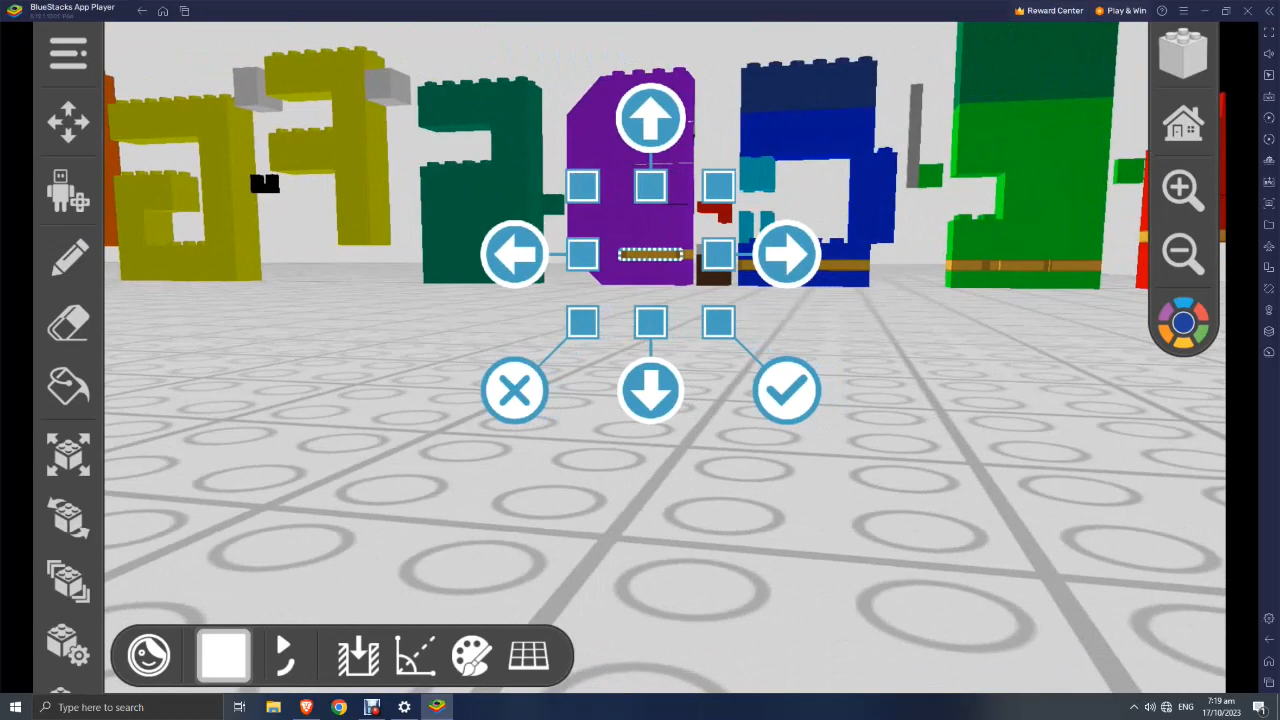 BlueStacks App Player
Reward Center
Play & Win
Type here to search
ENG
7:19 am
17/10/2023